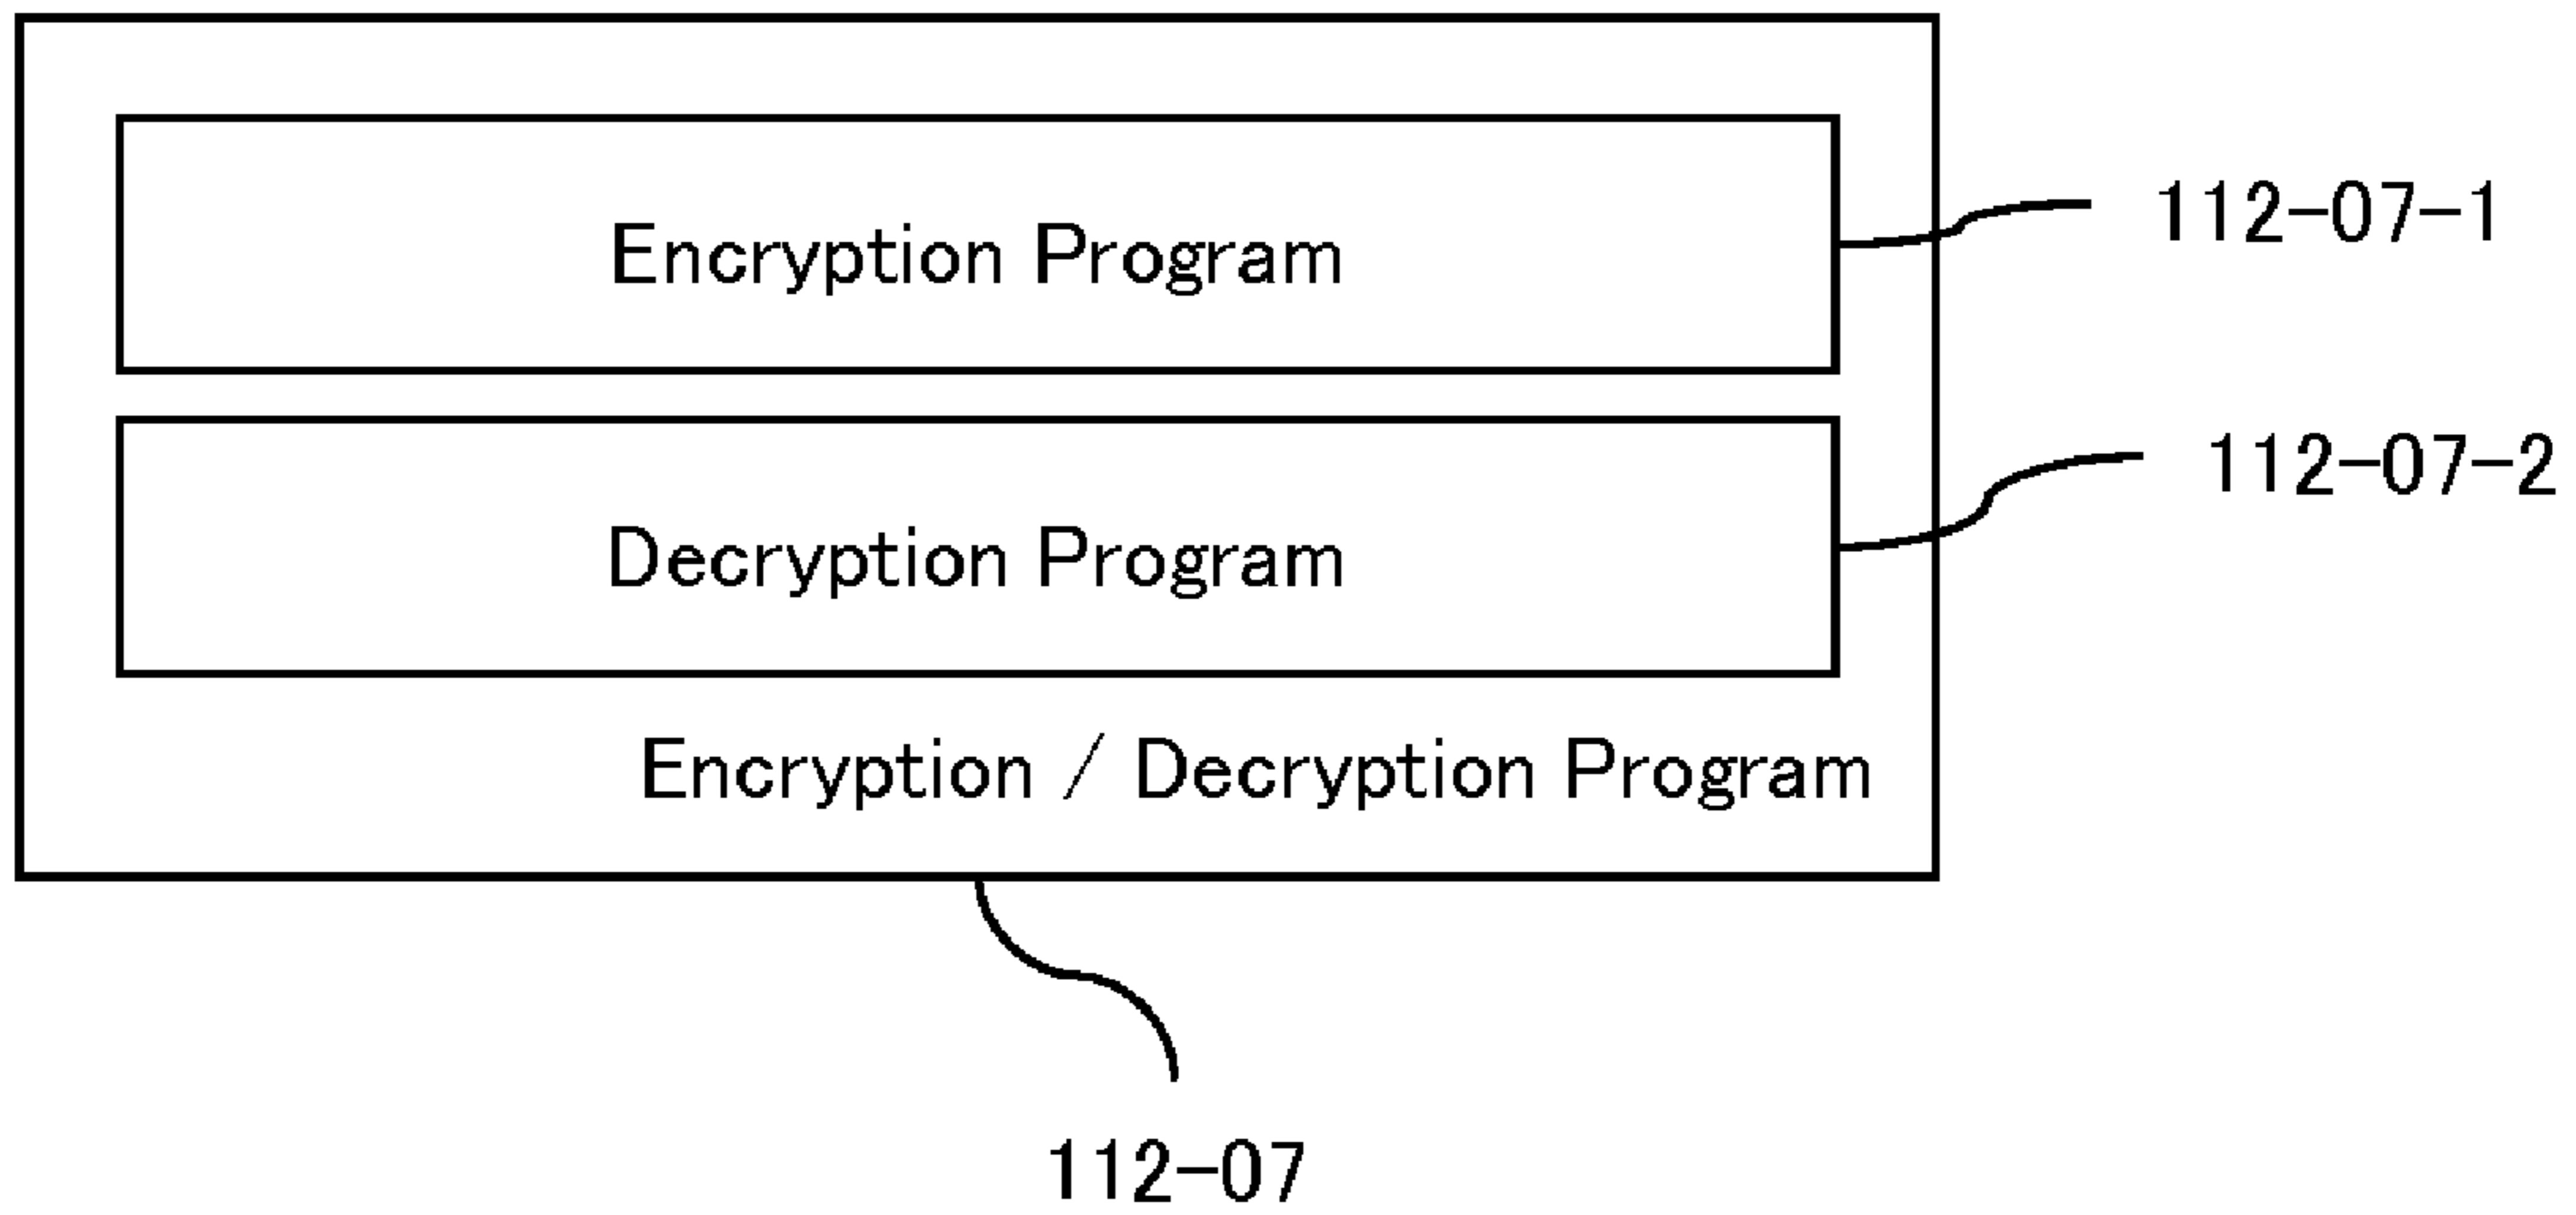 Encryption Program
112-07-1
Decryption Program
112-07-2
Encryption / Decryption Program
112-07